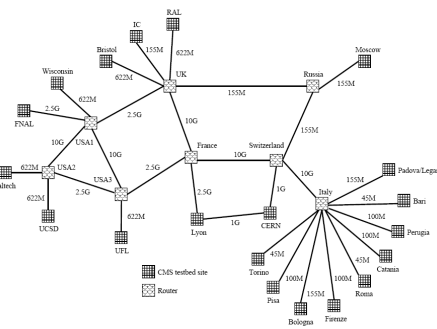 RAL
IC
155M
622M
Bristol
622M
UK
Moscow
Russia
155M
155M
Wisconsin
622M
FNAL
2.5G
USA1
2.5G
10G
10G
10G
155M
France
Switzerland
10G
USA2
622M
altech
2.5G
USA3
2.5G
622M
UCSD
622M
UFL
2.5G
1G
Lyon
1G
CERN
10G
Italy
155M
Padova/Legar
45M
Bari
100M
Perugia
100M
Catania
45M
Roma
100M
Firenze
155M
Bologna
100M
Pisa
45M
Torino
CMS testbed site
Router